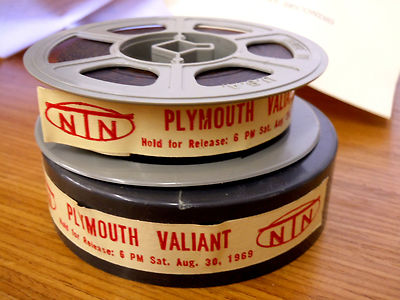 NTN PLYMOUTH VALIANT
Hold for Release: 6 PM Sat. Aug.
PLYMOUTH VALIANT NTN
Hold for Release: 6 PM Sat. Aug. 30, 1969